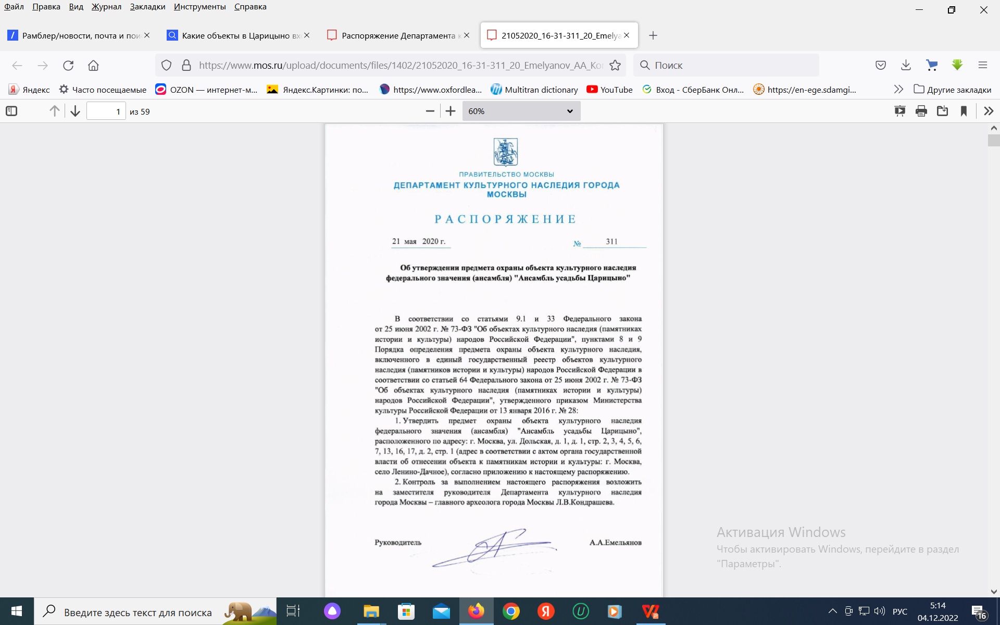 Файл Правка Вид Журнал Закладки Инструменты Справка
Рамблер/новости, почта и пои
Какие объекты в Царицыно вх
Распоряжение Департамента к
21052020_16-31-311_20_Emelya
https://www.mos.ru/upload/documents/files/1402/21052020_16-31-311_20_Emelyanov_AA_Kor
Поиск
Яндекс Часто посещаемые OZON — интернет-м... Яндекс.Картинки: по... https://www.oxfordlea... Multitran dictionary YouTube Вход - СберБанк Онл... https://en-ege.sdamgi... Другие закладки
1 из 59 60%
ПРАВИТЕЛЬСТВО МОСКВЫ
ДЕПАРТАМЕНТ КУЛЬТУРНОГО НАСЛЕДИЯ ГОРОДА
МОСКВЫ
РАСПОРЯЖЕНИЕ
21 мая 2020 г. № 311
Об утверждении предмета охраны объекта культурного наследия
федерального значения (ансамбля) "Ансамбль усадьбы Царицыно"
В соответствии со статьями 9.1 и 33 Федерального закона
от 25 июня 2002 г. № 73-ФЗ "Об объектах культурного наследия (памятниках
истории и культуры) народов Российской Федерации", пунктами 8 и 9
Порядка определения предмета охраны объекта культурного наследия,
включенного в единый государственный реестр объектов культурного
наследия (памятников истории и культуры) народов Российской Федерации в
соответствии со статьей 64 Федерального закона от 25 июня 2002 г. № 73-ФЗ
"Об объектах культурного наследия (памятниках истории и культуры)
народов Российской Федерации", утвержденного приказом Министерства
культуры Российской Федерации от 13 января 2016 г. № 28:
1. Утвердить предмет охраны объекта культурного наследия
федерального значения (ансамбля) "Ансамбль усадьбы Царицыно",
расположенного по адресу: г. Москва, ул. Дольская, д. 1, д. 1, стр. 2, 3, 4, 5, 6,
7, 13, 16, 17, д. 2, стр. 1 (адрес в соответствии с актом органа государственной
власти об отнесении объекта к памятникам истории и культуры: г. Москва,
село Ленино-Дачное), согласно приложению к настоящему распоряжению.
2. Контроль за выполнением настоящего распоряжения возложить
на заместителя руководителя Департамента культурного наследия
города Москвы – главного археолога города Москвы Л.В.Кондрашева.
Руководитель А.А.Емельянов
Активация Windows
Чтобы активировать Windows, перейдите в раздел
"Параметры".
Введите здесь текст для поиска
РУС
5:14
04.12.2022
16